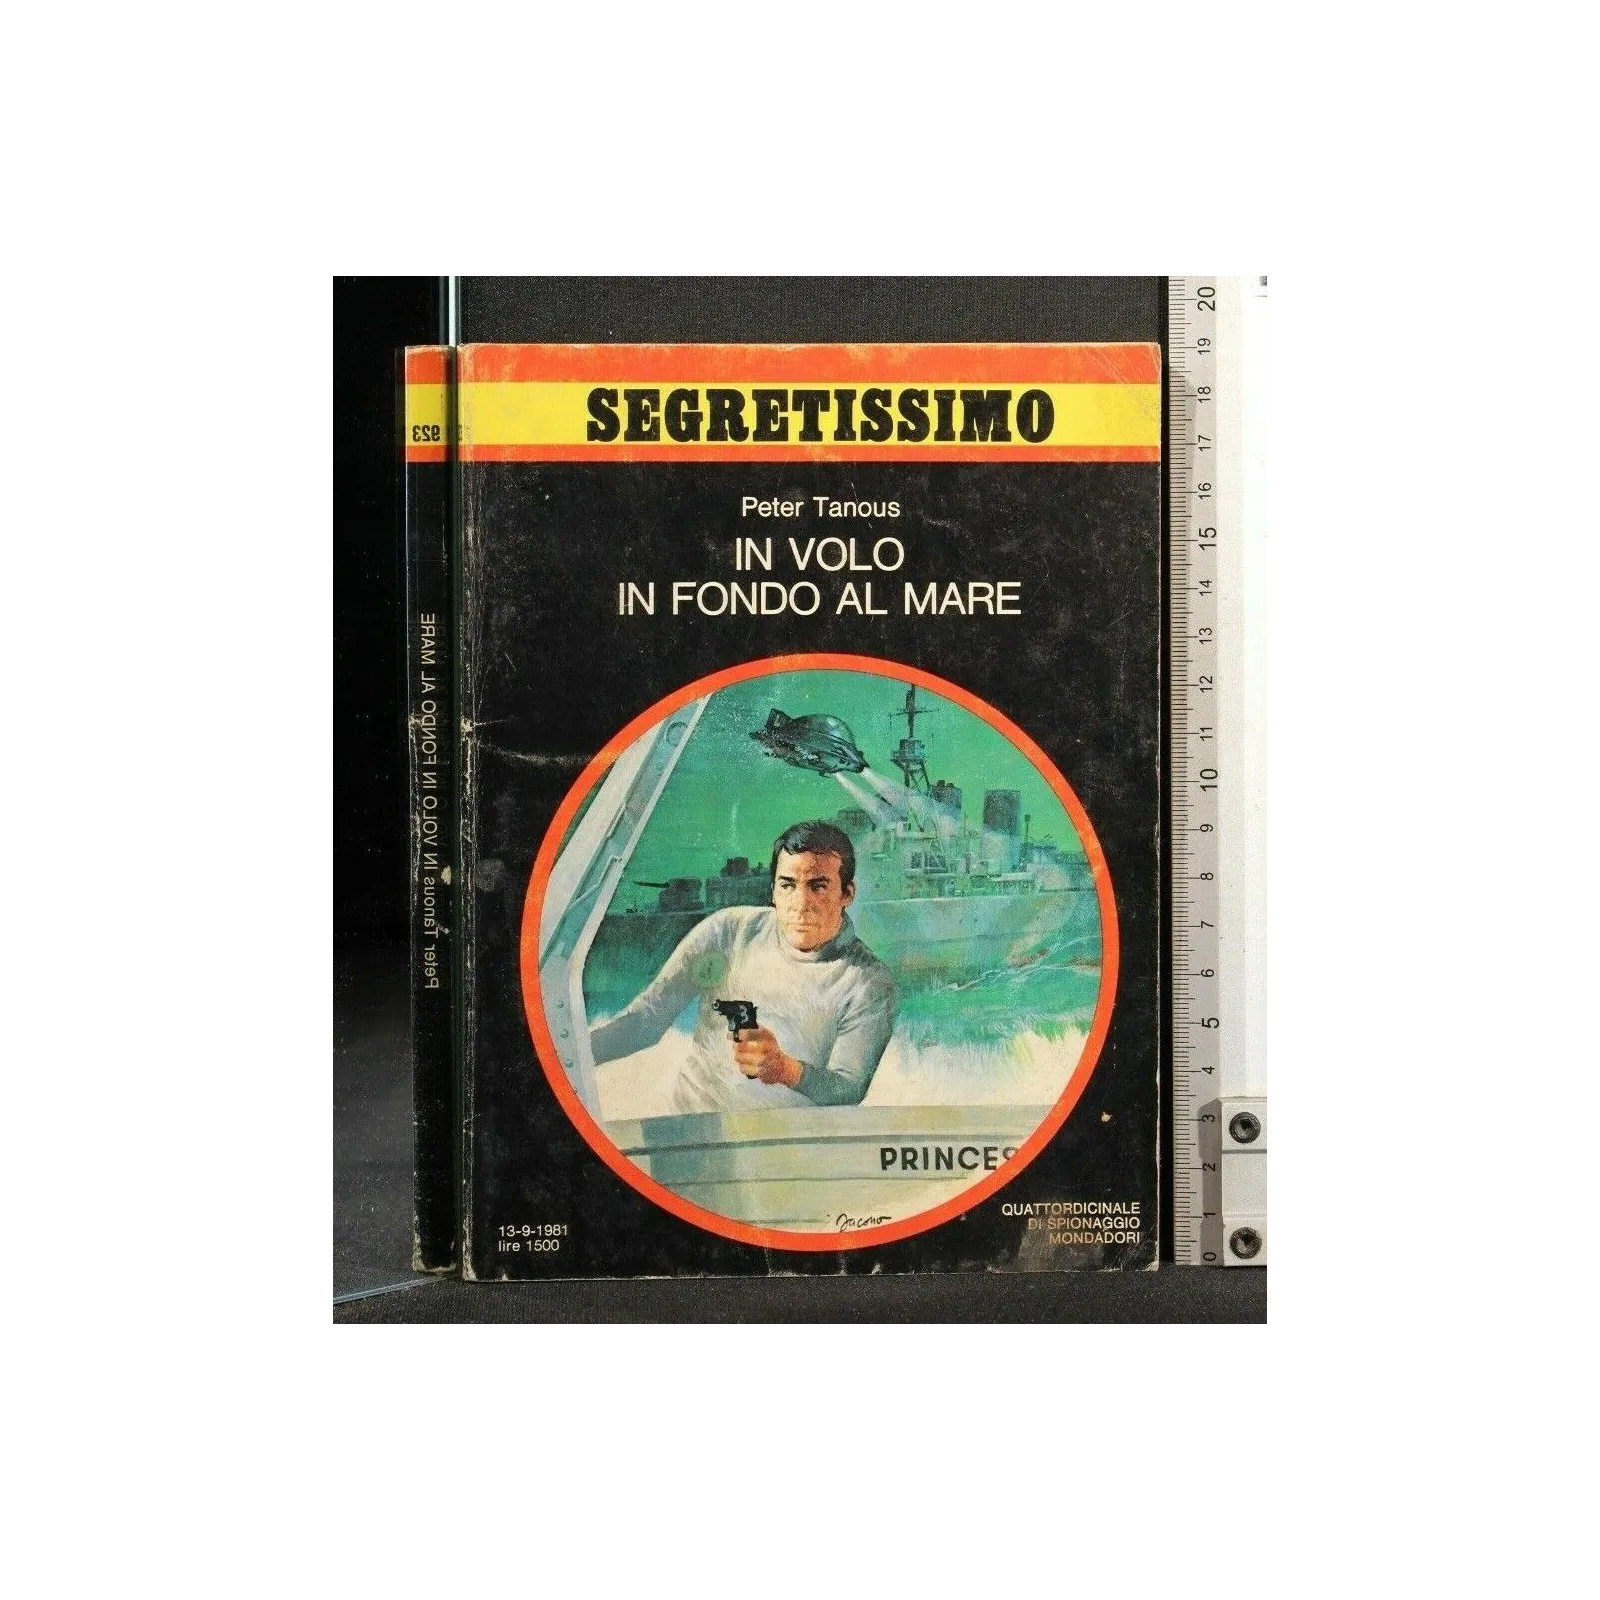 SEGRETISSIMO
Peter Tanous
IN VOLO
IN FONDO AL MARE
PRINCES
Jacono
13-9-1981
lire 1500
QUATTORDICINALE
DI SPIONAGGIO
MONDADORI
923
Peter Tanous IN VOLO IN FONDO AL MARE
20
19
18
17
16
15
14
13
12
11
10
9
8
7
6
5
4
3
2
1
0